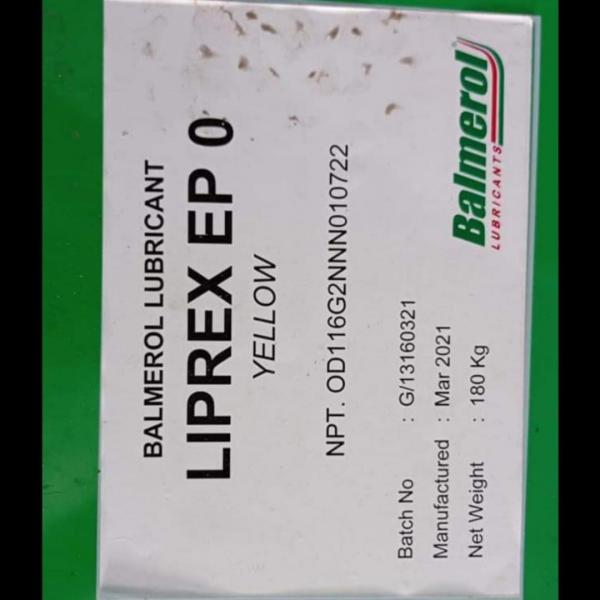 BALMEROL LUBRICANT
LIPREX EP 0
YELLOW
NPT. OD116G2NNN010722
Batch No : G/13160321
Manufactured : Mar 2021
Net Weight : 180 Kg
Balmerol
LUBRICANTS